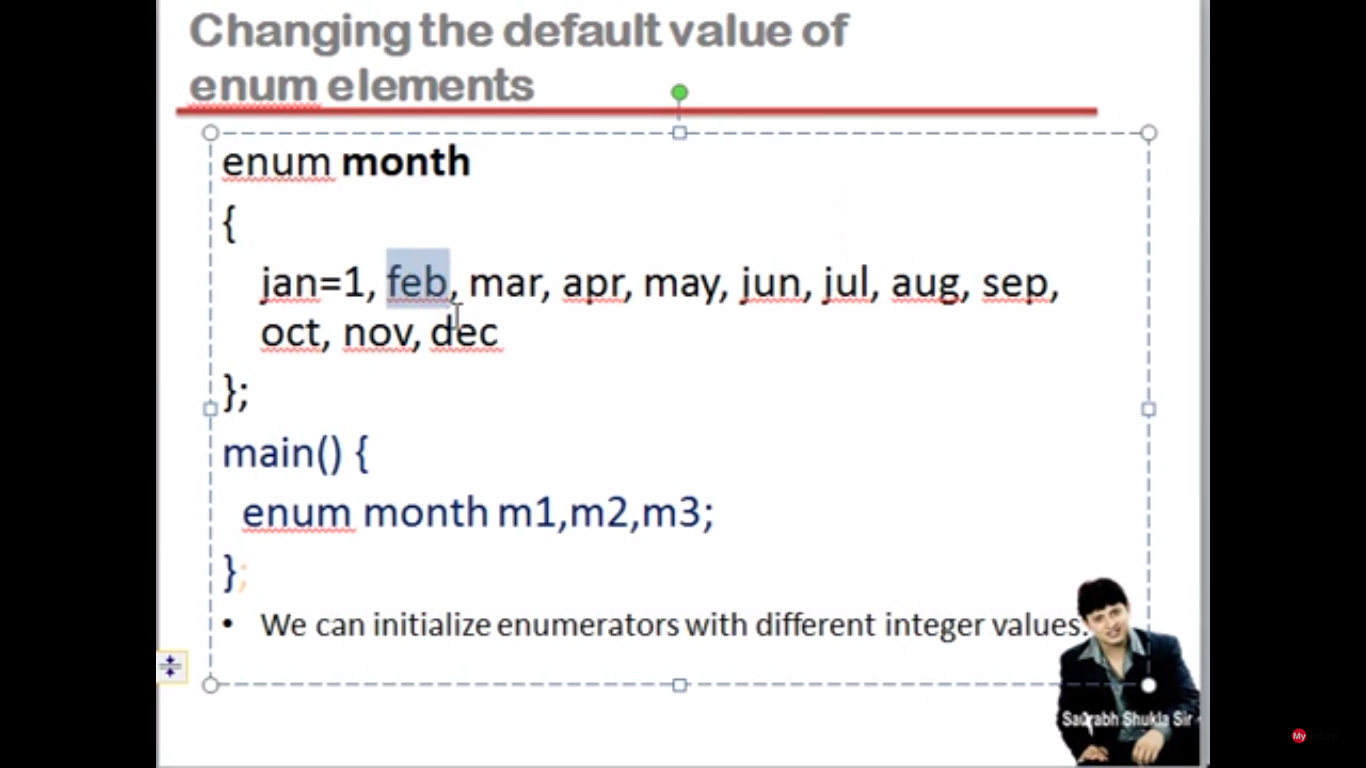 Changing the default value of
enum elements
enum month
{
jan=1, feb, mar, apr, may, jun, jul, aug, sep,
oct, nov, dec
};
main() {
enum month m1,m2,m3;
};
• We can initialize enumerators with different integer values.
Saurabh Shukla Sir
My